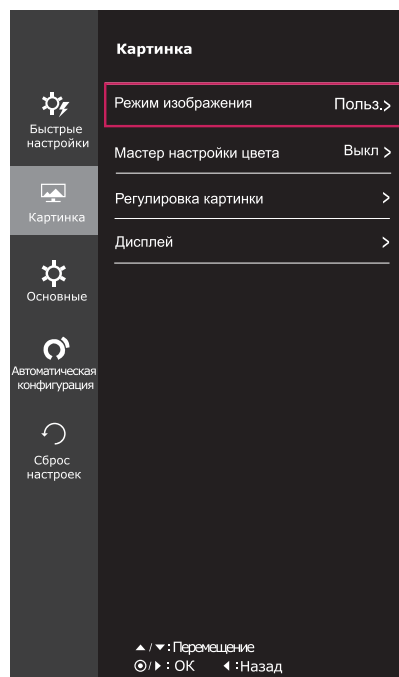 Картинка
Быстрые
настройки
Картинка
Основные
Автоматическая
конфигурация
Сброс
настроек
Режим изображения Польз.>
Мастер настройки цвета Выкл >
Регулировка картинки >
Дисплей >
▲ / ▼ : Перемещение
⦿/▶ : ОК ◀ :Назад